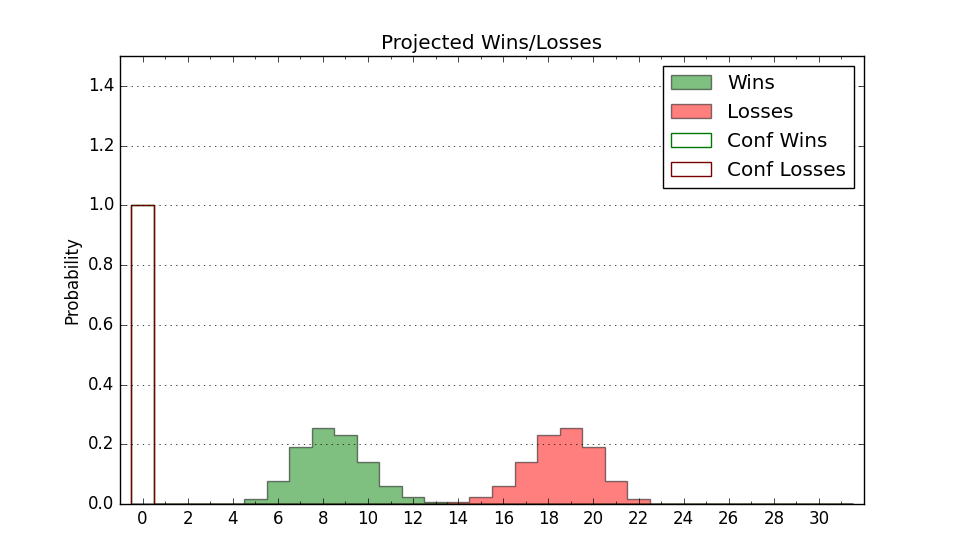 Projected Wins/Losses
Wins
Losses
Conf Wins
Conf Losses
Probability
1.4
1.2
1.0
0.8
0.6
0.4
0.2
0.0
0 2 4 6 8 10 12 14 16 18 20 22 24 26 28 30